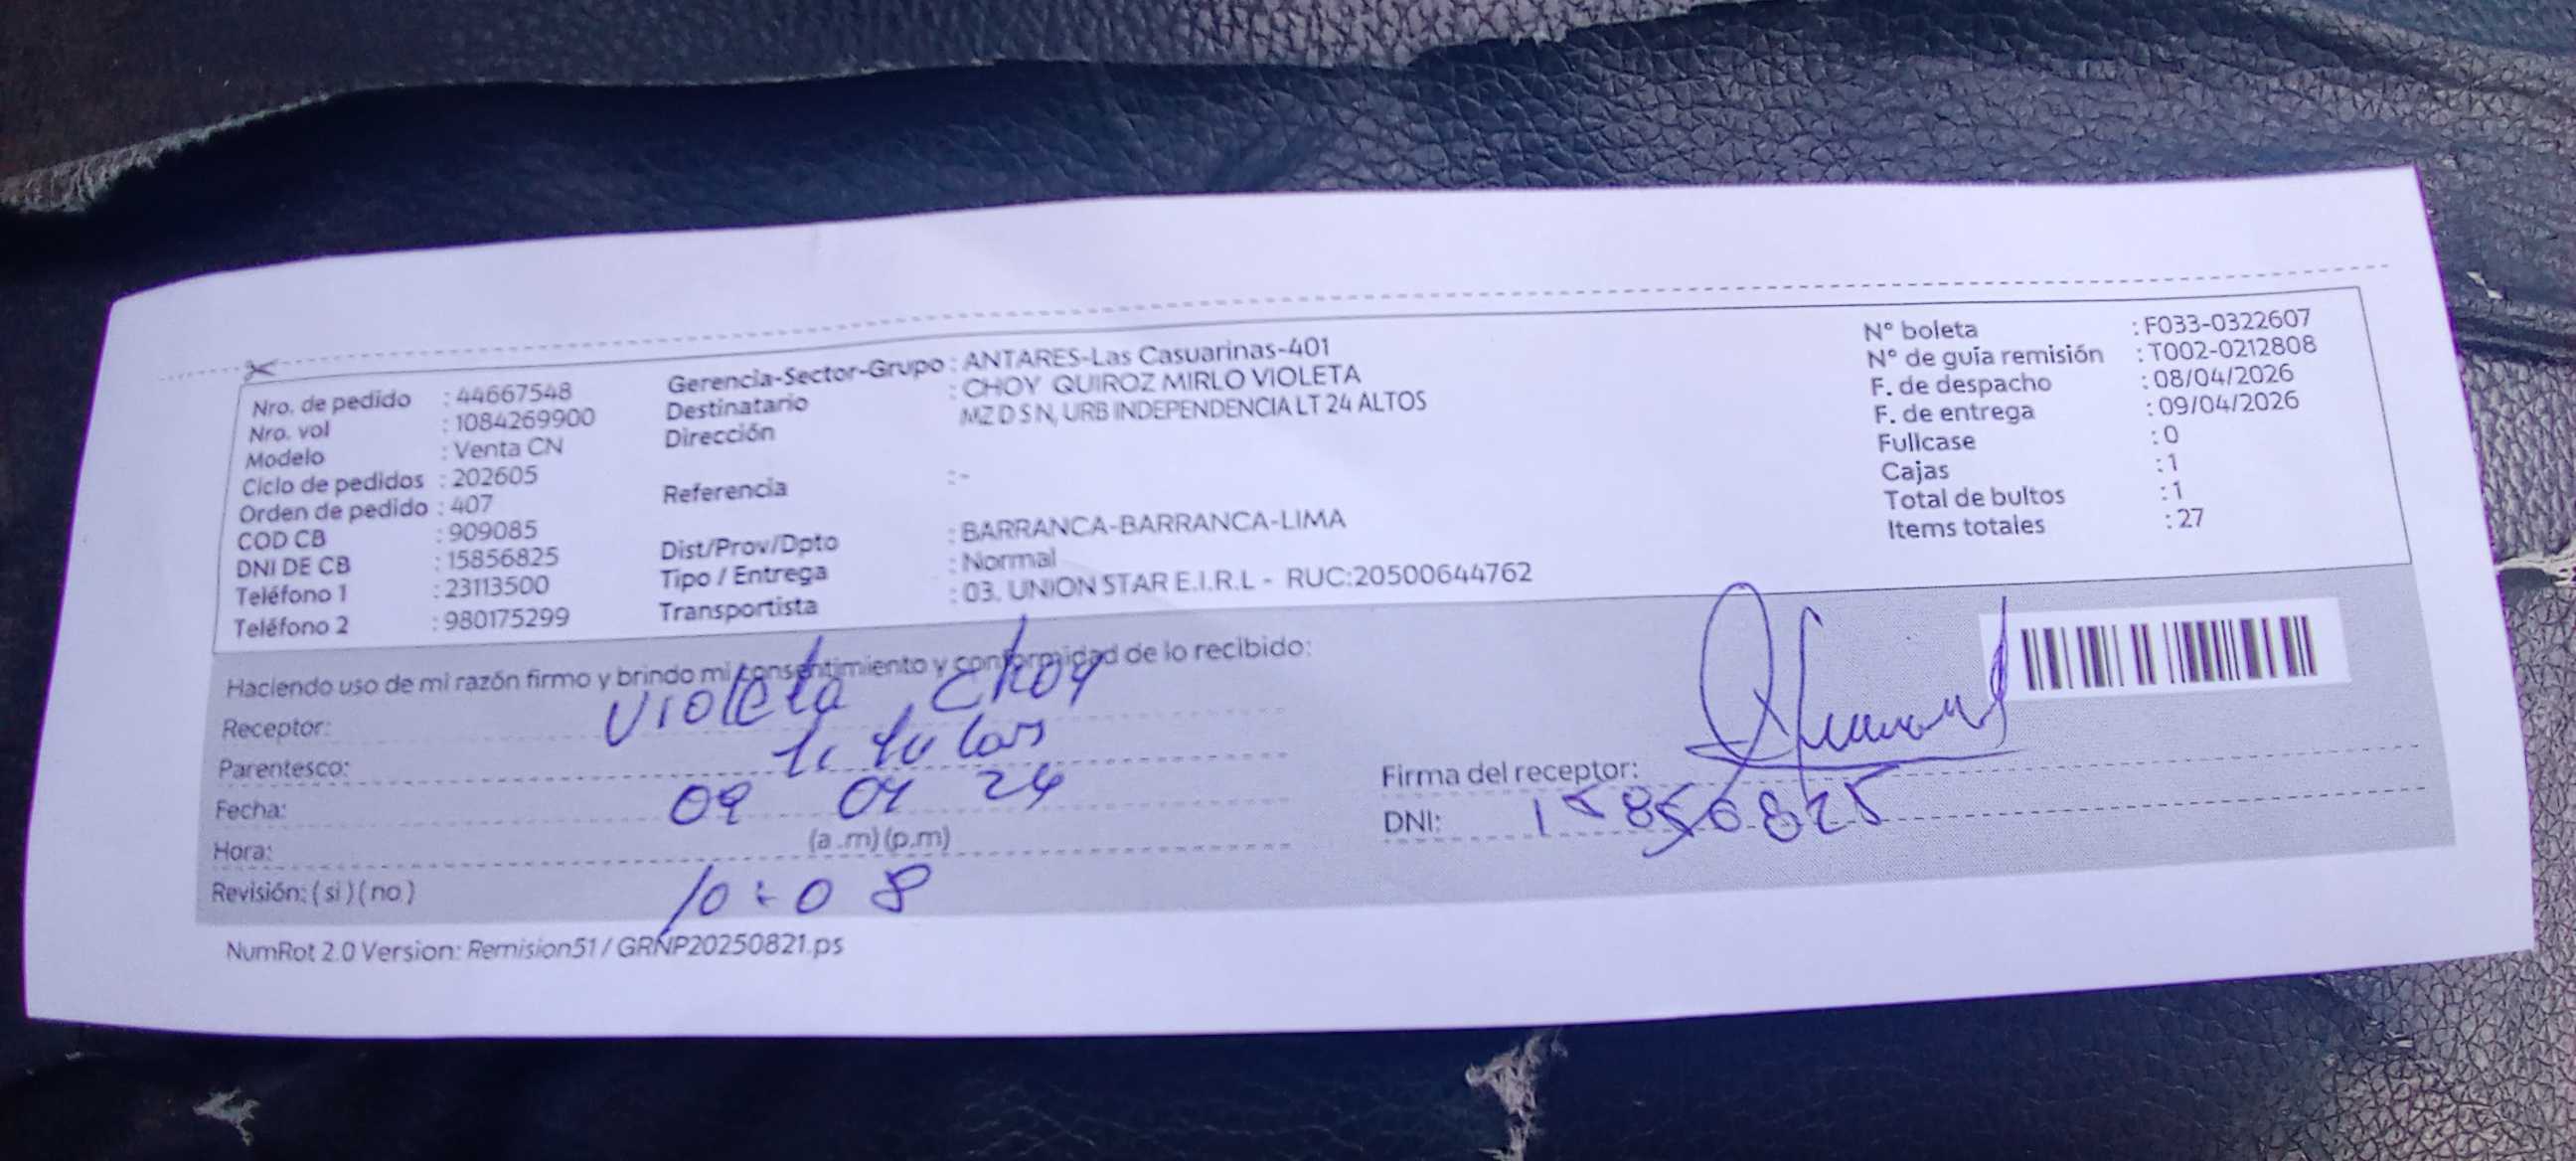 Nro. de pedido : 44667548
Nro. vol : 1084269900
Modelo : Venta CN
Ciclo de pedidos : 202605
Orden de pedido : 407
COD CB : 909085
DNI DE CB : 15856825
Teléfono 1 : 23113500
Teléfono 2 : 980175299
Gerencia-Sector-Grupo : ANTARES-Las Casuarinas-401
Destinatario : CHOY QUIROZ MIRLO VIOLETA
Dirección MZ D S N, URB INDEPENDENCIA LT 24 ALTOS
Referencia : -
Dist/Prov/Dpto : BARRANCA-BARRANCA-LIMA
Tipo / Entrega : Normal
Transportista : 03. UNION STAR E.I.R.L - RUC:20500644762
N° boleta : F033-0322607
N° de guía remisión : T002-0212808
F. de despacho : 08/04/2026
F. de entrega : 09/04/2026
Fullcase : 0
Cajas : 1
Total de bultos : 1
Items totales : 27
Haciendo uso de mi razón firmo y brindo mi consentimiento y conformidad de lo recibido:
Receptor: Violeta Choy
Parentesco: titular
Fecha: 09 04 24
Hora: (a .m) (p.m)
Revisión: ( si ) ( no ) 10:08
Firma del receptor:
DNI: 15856825
NumRot 2.0 Version: Remision51 / GRNP20250821.ps